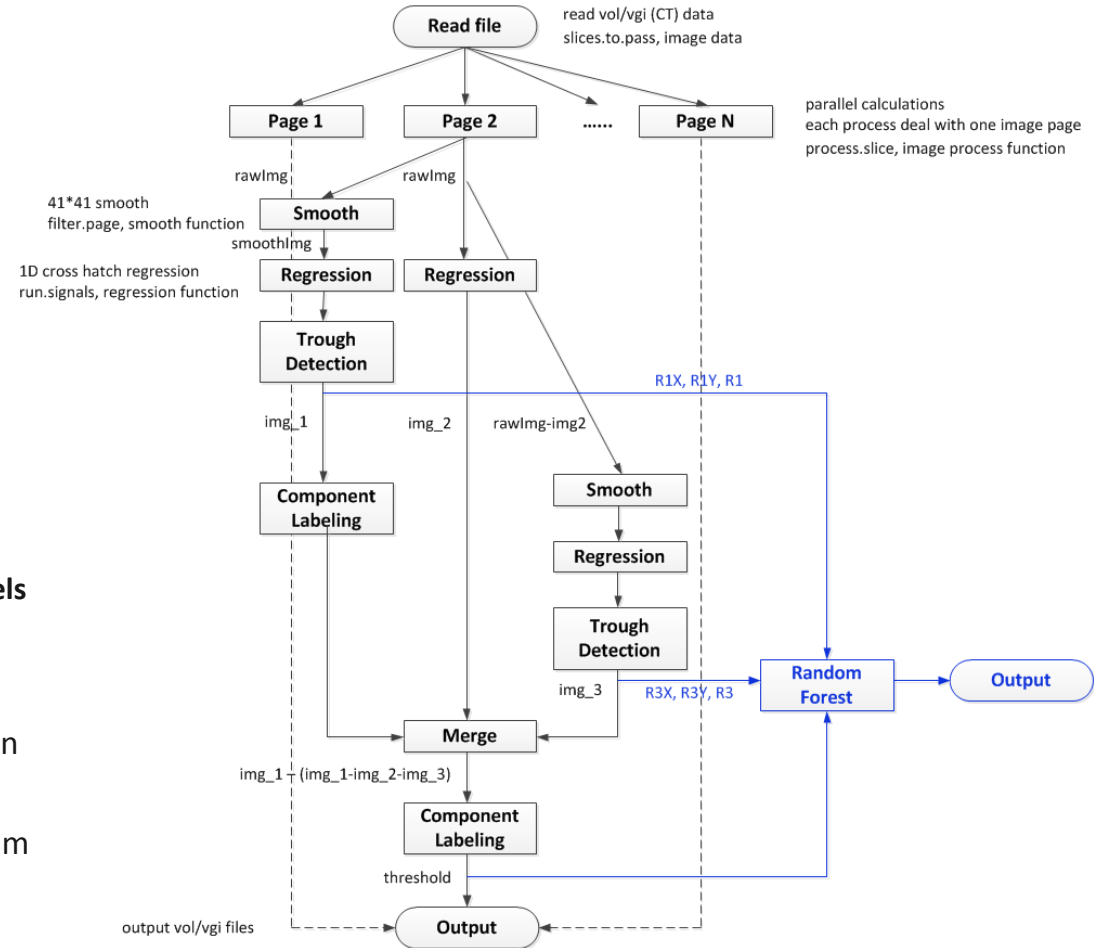 Read file
read vol/vgi (CT) data
slices.to.pass, image data
Page 1
Page 2
......
Page N
parallel calculations
each process deal with one image page
process.slice, image process function
rawImg
rawImg
41*41 smooth
filter.page, smooth function
Smooth
smoothImg
1D cross hatch regression
run.signals, regression function
Regression
Regression
Trough
Detection
R1X, R1Y, R1
img_1
img_2
rawImg-img2
Smooth
Component
Labeling
Regression
els
Trough
Detection
Random
Forest
Output
img_3
R3X, R3Y, R3
Merge
n
img_1 – (img_1-img_2-img_3)
Component
Labeling
m
threshold
output vol/vgi files
Output